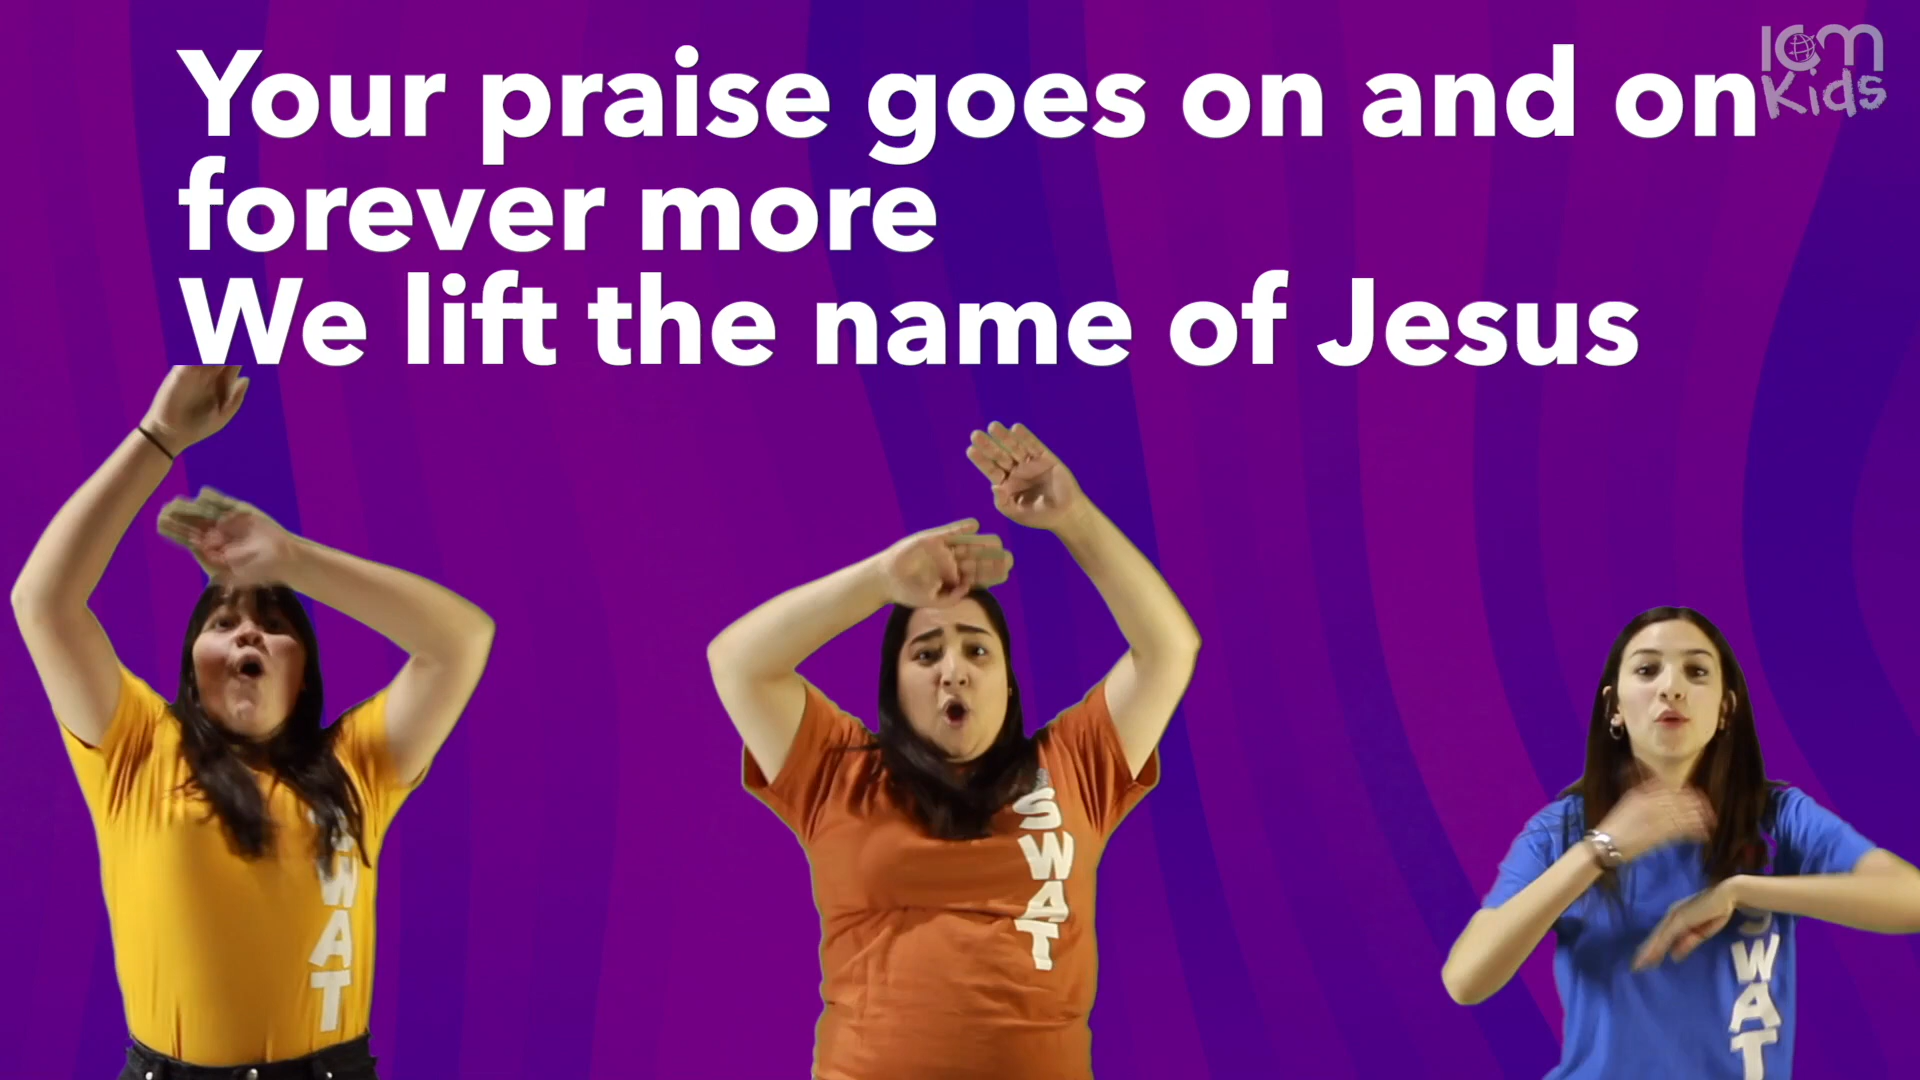 Your praise goes on and on
forever more
We lift the name of Jesus
ICM
Kids
SWAT
SWAT
SWAT